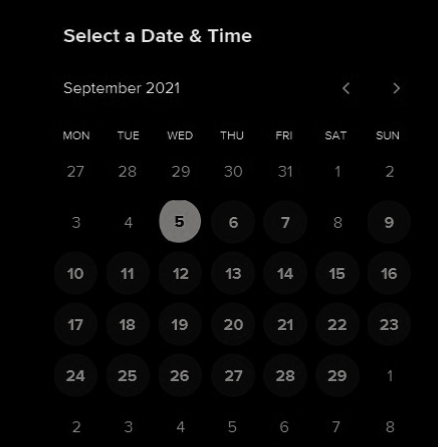 Select a Date & Time
September 2021
MON TUE WED THU FRI SAT SUN
27 28 29 30 31 1 2
3 4 5 6 7 8 9
10 11 12 13 14 15 16
17 18 19 20 21 22 23
24 25 26 27 28 29 1
2 3 4 5 6 7 8